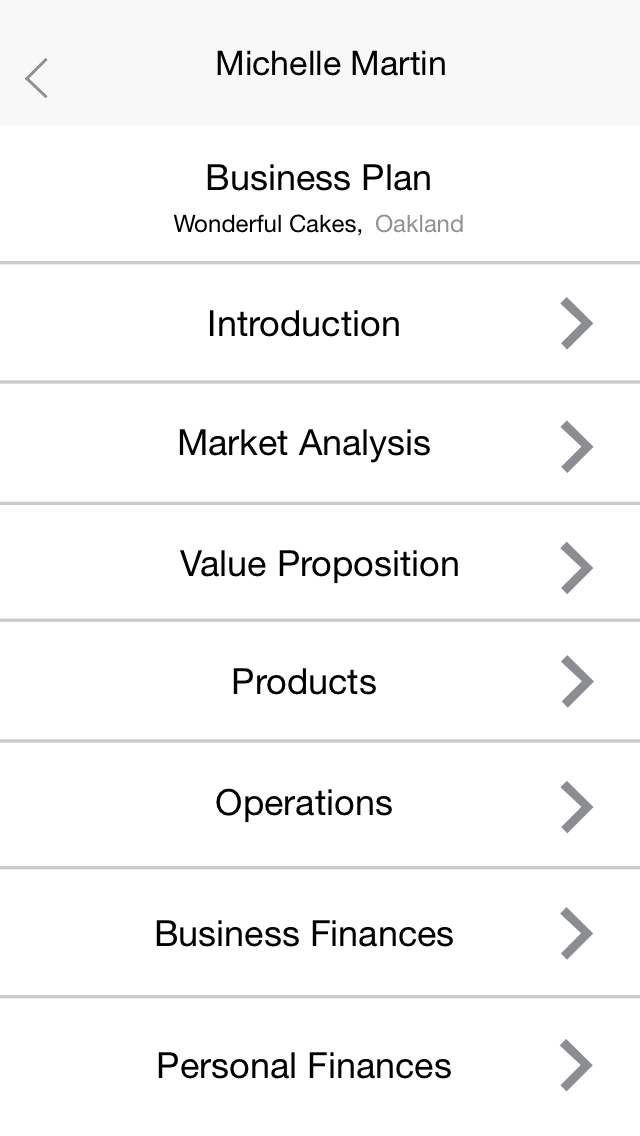 Michelle Martin
Business Plan
Wonderful Cakes, Oakland
Introduction
Market Analysis
Value Proposition
Products
Operations
Business Finances
Personal Finances